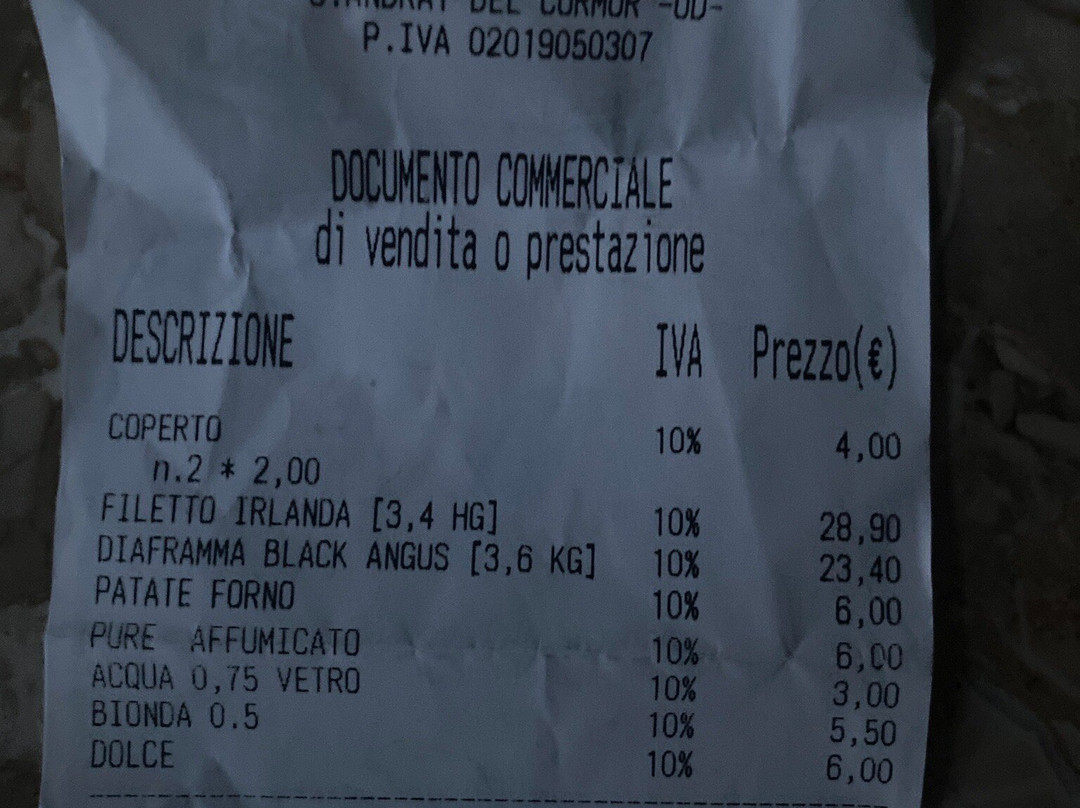 DEL CORMOR -UD-
P.IVA 02019050307
DOCUMENTO COMMERCIALE
di vendita o prestazione
DESCRIZIONE IVA Prezzo(€)
COPERTO 10% 4,00
n.2 * 2,00
FILETTO IRLANDA [3,4 HG] 10% 28,90
DIAFRAMMA BLACK ANGUS [3,6 KG] 10% 23,40
PATATE FORNO 10% 6,00
PURE AFFUMICATO 10% 6,00
ACQUA 0,75 VETRO 10% 3,00
BIONDA 0.5 10% 5,50
DOLCE 10% 6,00